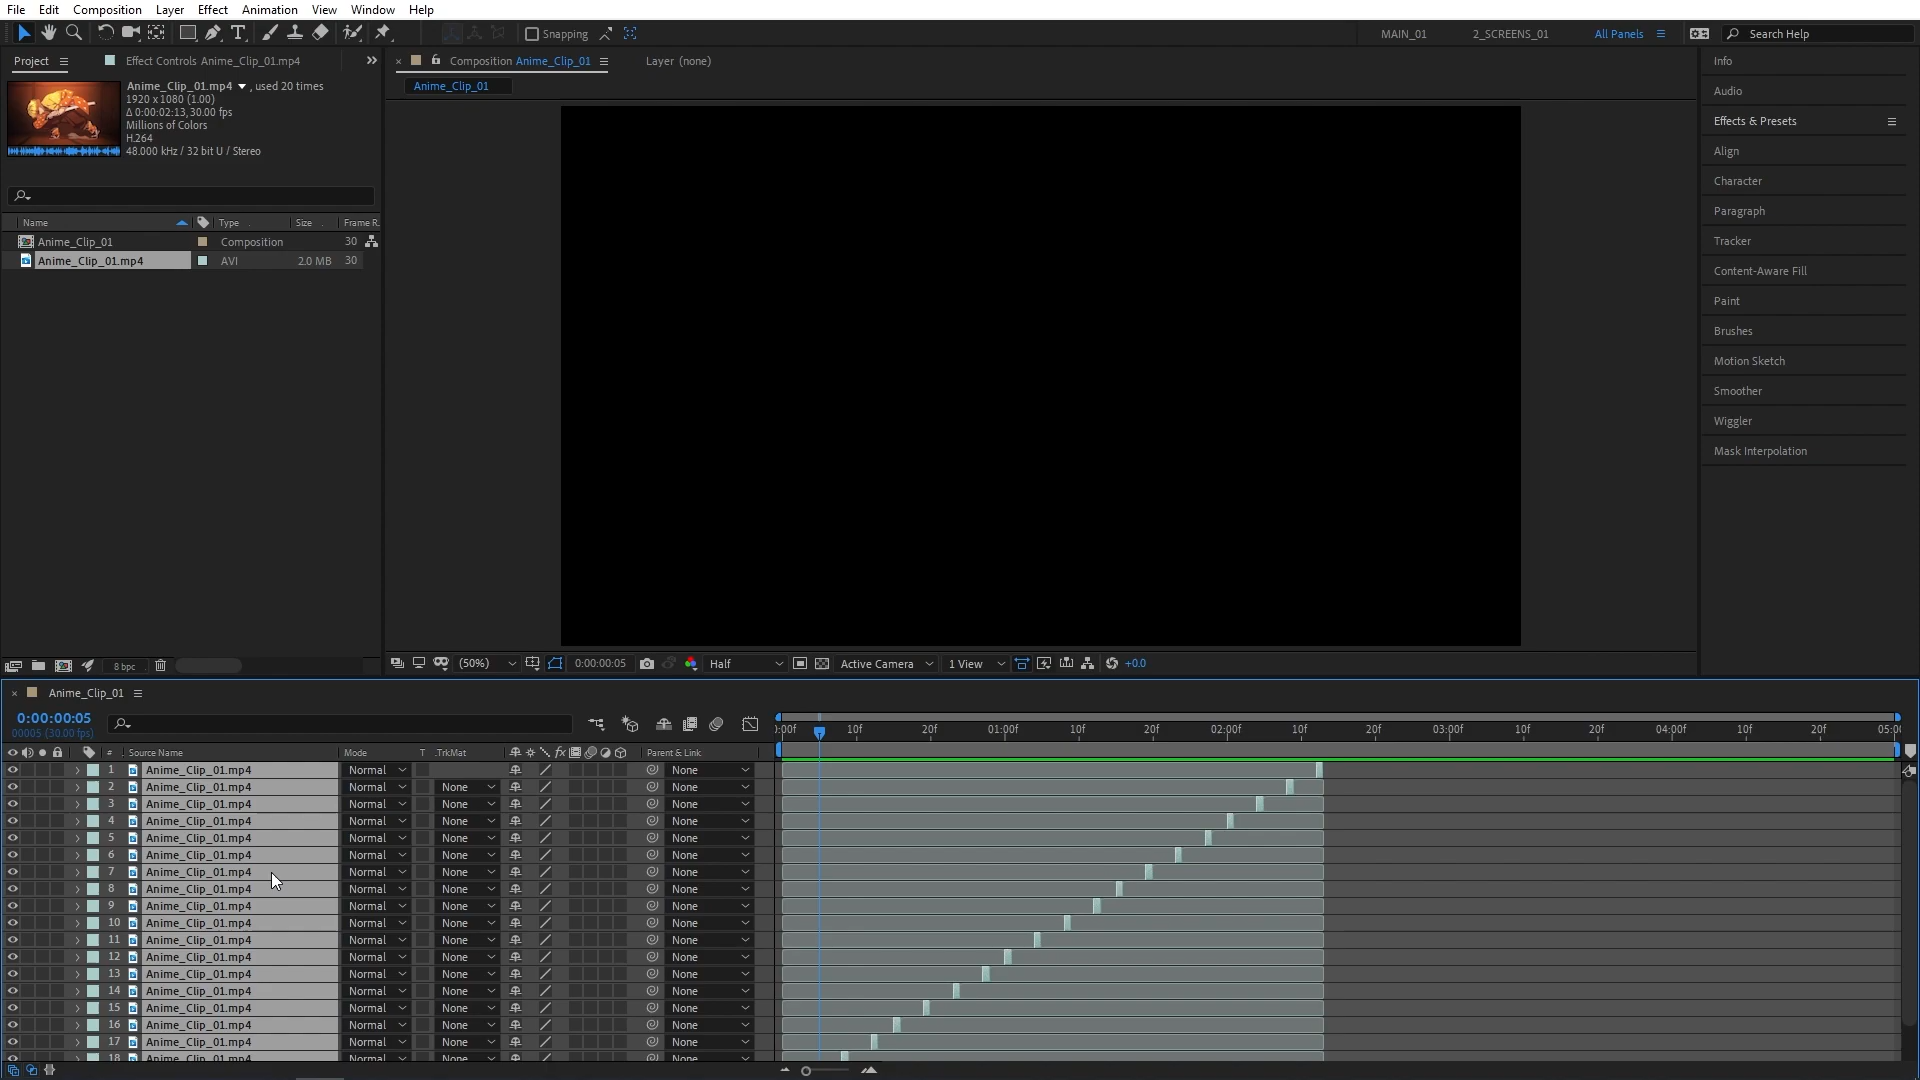 File Edit Composition Layer Effect Animation View Window Help
Snapping MAIN_01 2_SCREENS_01 All Panels Search Help
Project Effect Controls Anime_Clip_01.mp4 Composition Anime_Clip_01 Layer (none)
Anime_Clip_01.mp4 , used 20 times
1920 x 1080 (1.00)
Δ 0:00:02:13, 30.00 fps
Millions of Colors
H.264
48.000 kHz / 32 bit U / Stereo
Anime_Clip_01
Name Type Size Frame R.
Anime_Clip_01 Composition 30
Anime_Clip_01.mp4 AVI 2.0 MB 30
Info
Audio
Effects & Presets
Align
Character
Paragraph
Tracker
Content-Aware Fill
Paint
Brushes
Motion Sketch
Smoother
Wiggler
Mask Interpolation
8 bpc (50%) 0:00:00:05 Half Active Camera 1 View +0.0
Anime_Clip_01
0:00:00:05
00005 (30.00 fps)
:00f 10f 20f 01:00f 10f 20f 02:00f 10f 20f 03:00f 10f 20f 04:00f 10f 20f 05:0
# Source Name Mode T .TrkMat fx Parent & Link
1 Anime_Clip_01.mp4 Normal None
2 Anime_Clip_01.mp4 Normal None None
3 Anime_Clip_01.mp4 Normal None None
4 Anime_Clip_01.mp4 Normal None None
5 Anime_Clip_01.mp4 Normal None None
6 Anime_Clip_01.mp4 Normal None None
7 Anime_Clip_01.mp4 Normal None None
8 Anime_Clip_01.mp4 Normal None None
9 Anime_Clip_01.mp4 Normal None None
10 Anime_Clip_01.mp4 Normal None None
11 Anime_Clip_01.mp4 Normal None None
12 Anime_Clip_01.mp4 Normal None None
13 Anime_Clip_01.mp4 Normal None None
14 Anime_Clip_01.mp4 Normal None None
15 Anime_Clip_01.mp4 Normal None None
16 Anime_Clip_01.mp4 Normal None None
17 Anime_Clip_01.mp4 Normal None None
18 Anime_Clip_01.mp4 Normal None None